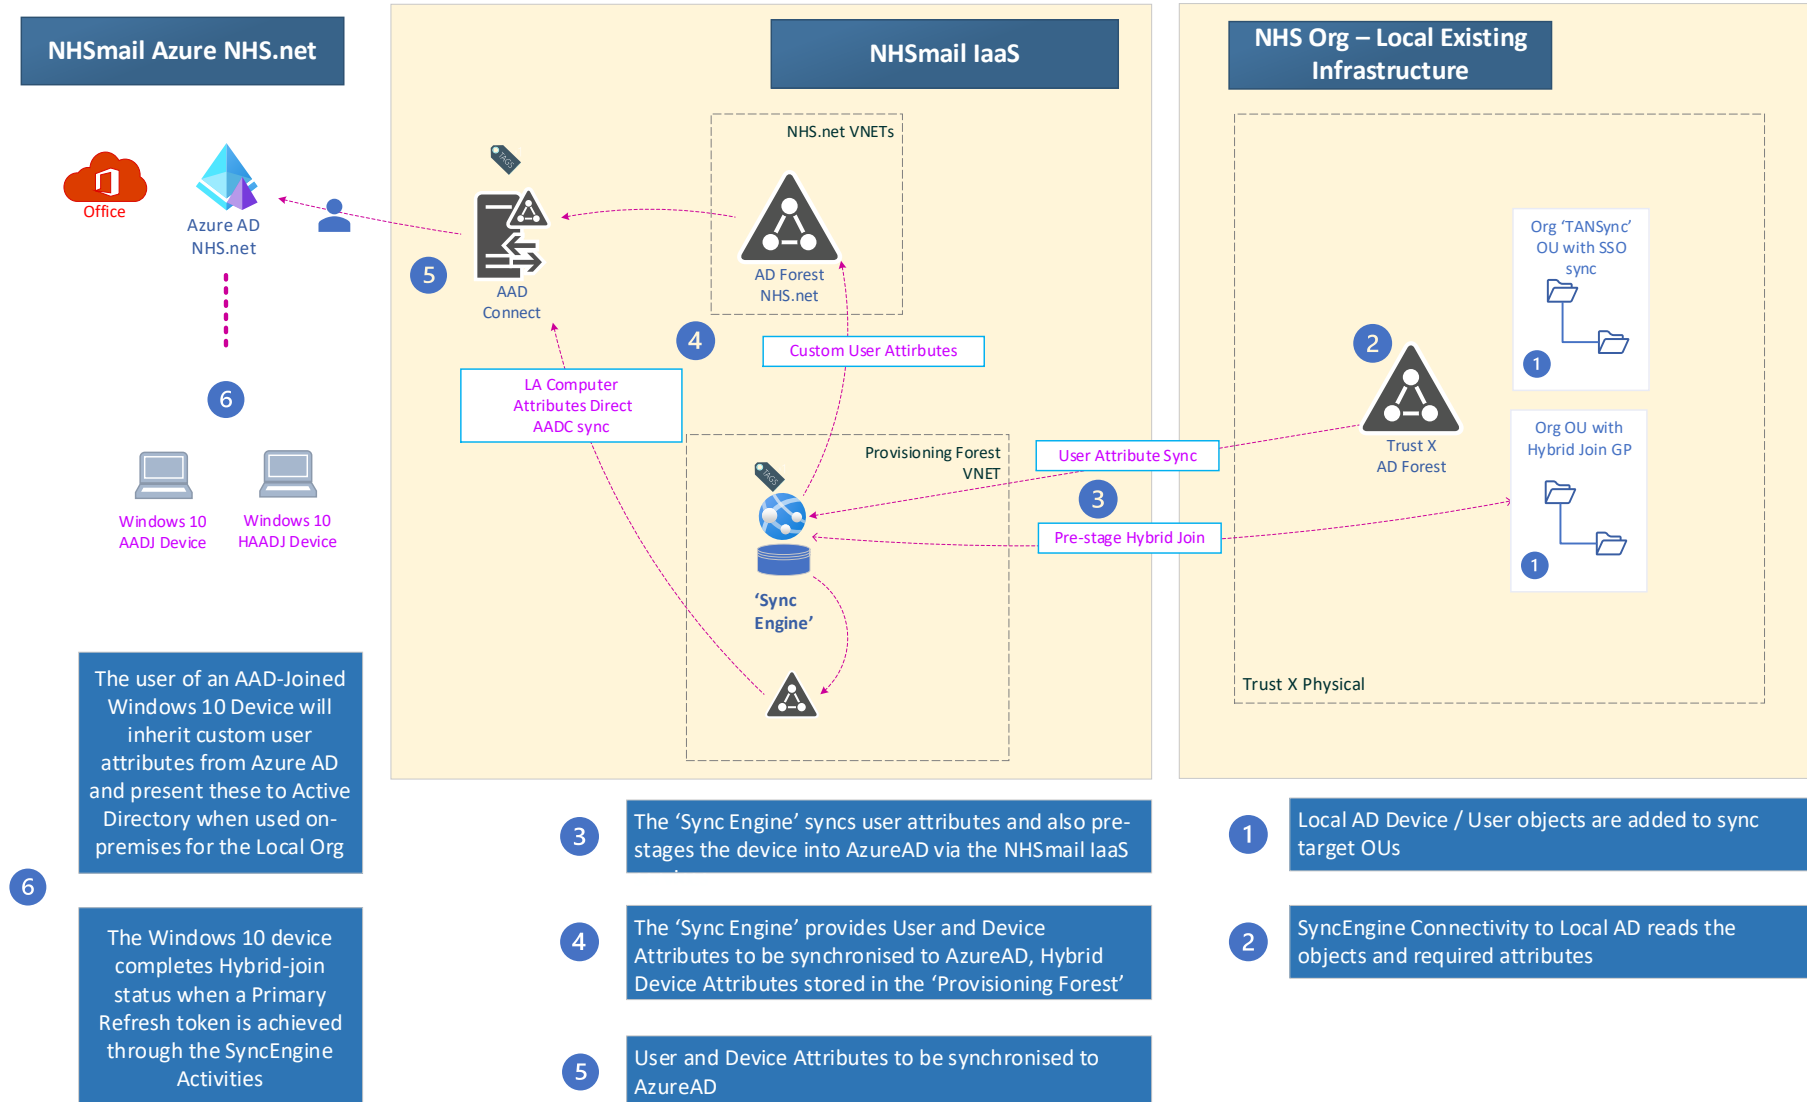 NHSmail Azure NHS.net
NHSmail IaaS
NHS Org – Local Existing
Infrastructure
NHS.net VNETs
TAGS
Office
Azure AD
NHS.net
5
AAD
Connect
AD Forest
NHS.net
4
Custom User Attirbutes
LA Computer
Attributes Direct
AADC sync
6
Windows 10
AADJ Device
Windows 10
HAADJ Device
Provisioning Forest
VNET
TAGS
‘Sync
Engine’
User Attribute Sync
3
Pre-stage Hybrid Join
2
Trust X
AD Forest
Org ‘TANSync’
OU with SSO
sync
1
Org OU with
Hybrid Join GP
1
Trust X Physical
The user of an AAD-Joined
Windows 10 Device will
inherit custom user
attributes from Azure AD
and present these to Active
Directory when used on-
premises for the Local Org
6
The Windows 10 device
completes Hybrid-join
status when a Primary
Refresh token is achieved
through the SyncEngine
Activities
3
The ‘Sync Engine’ syncs user attributes and also pre-
stages the device into AzureAD via the NHSmail IaaS
4
The ‘Sync Engine’ provides User and Device
Attributes to be synchronised to AzureAD, Hybrid
Device Attributes stored in the ‘Provisioning Forest’
5
User and Device Attributes to be synchronised to
AzureAD
1
Local AD Device / User objects are added to sync
target OUs
2
SyncEngine Connectivity to Local AD reads the
objects and required attributes